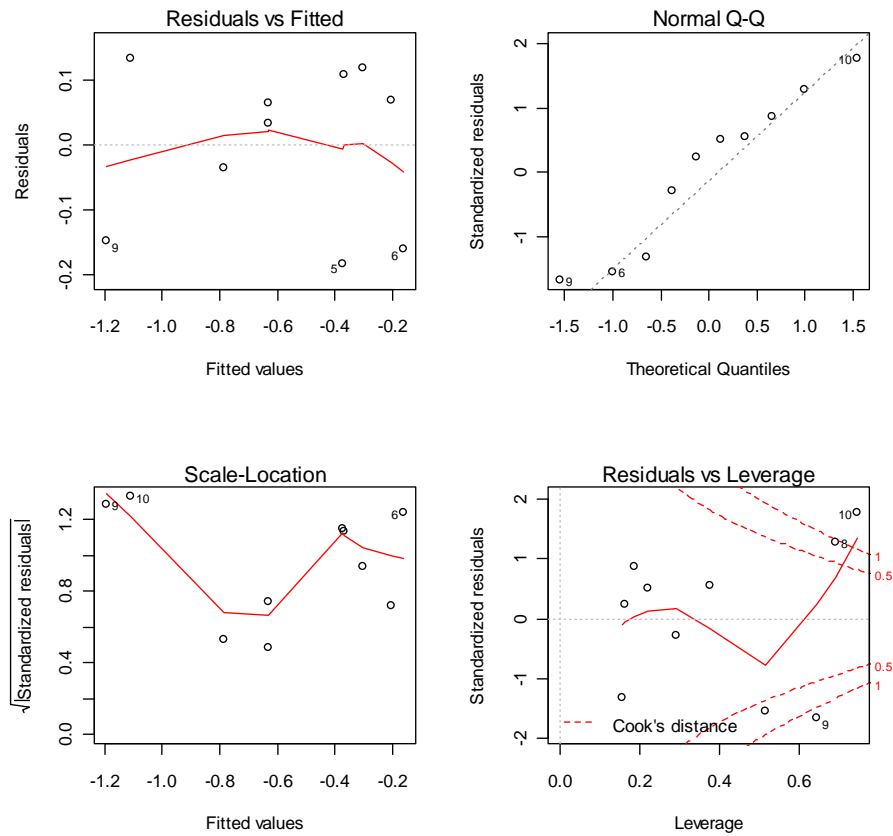 Residuals vs Fitted
Residuals
0.1
0.0
-0.1
-0.2
9
5
6
-1.2 -1.0 -0.8 -0.6 -0.4 -0.2
Fitted values
Normal Q-Q
Standardized residuals
2
1
0
-1
10
9
6
-1.5 -1.0 -0.5 0.0 0.5 1.0 1.5
Theoretical Quantiles
Scale-Location
√|Standardized residuals|
1.2
0.8
0.4
0.0
9
10
6
-1.2 -1.0 -0.8 -0.6 -0.4 -0.2
Fitted values
Residuals vs Leverage
Standardized residuals
2
1
0
-1
-2
10
8
1
0.5
0.5
1
9
Cook's distance
0.0 0.2 0.4 0.6
Leverage